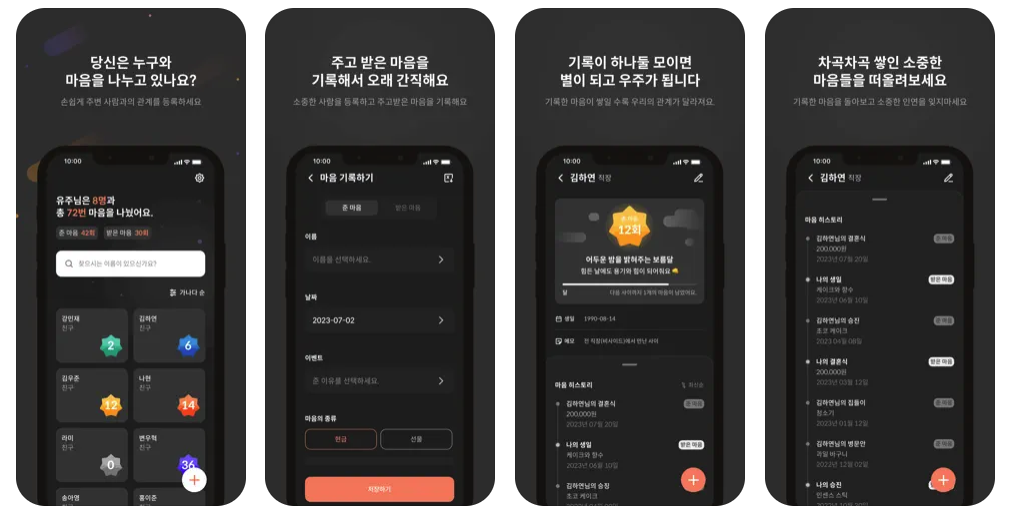 당신은 누구와
마음을 나누고 있나요?
손쉽게 주변 사람과의 관계를 등록하세요
10:00
유주님은 8명과
총 72번 마음을 나눴어요.
준 마음 42회 받은 마음 30회
찾으시는 이름이 있으신가요?
가나다 순
강민재
친구
2
김하연
친구
6
김우준
친구
12
나현
친구
14
라미
친구
0
변우혁
친구
36
송아영
홍이준
주고 받은 마음을
기록해서 오래 간직해요
소중한 사람을 등록하고 주고받은 마음을 기록해요
10:00
마음 기록하기
준 마음 받은 마음
이름
이름을 선택하세요.
날짜
2023-07-02
이벤트
준 이유를 선택하세요.
마음의 종류
현금 선물
저장하기
기록이 하나둘 모이면
별이 되고 우주가 됩니다
기록한 마음이 쌓일 수록 우리의 관계가 달라져요.
10:00
김하연 직장
준 마음
12회
어두운 밤을 밝혀주는 보름달
힘든 날에도 용기와 힘이 되어줘요
달 다음 사이까지 1개의 마음이 남았어요.
생일 1990-08-14
메모 전 직장(비사이드)에서 만난 사이
마음 히스토리 최신순
김하연님의 결혼식 준 마음
200,000원
2023년 07월 20일
나의 생일 받은 마음
케이크와 향수
2023년 06월 10일
김하연님의 승진
초코 케이크
차곡차곡 쌓인 소중한
마음들을 떠올려보세요
기록한 마음을 돌아보고 소중한 인연을 잊지마세요
10:00
김하연 직장
마음 히스토리
김하연님의 결혼식 준 마음
200,000원
2023년 07월 20일
나의 생일 받은 마음
케이크와 향수
2023년 06월 10일
김하연님의 승진 준 마음
초코 케이크
2023년 04월 08일
나의 결혼식 받은 마음
200,000원
2023년 03월 12일
김하연님의 집들이 준 마음
청소기
2023년 01월 12일
김하연님의 병문안 준 마음
과일 바구니
2022년 12월 02일
나의 승진
인센스 스틱